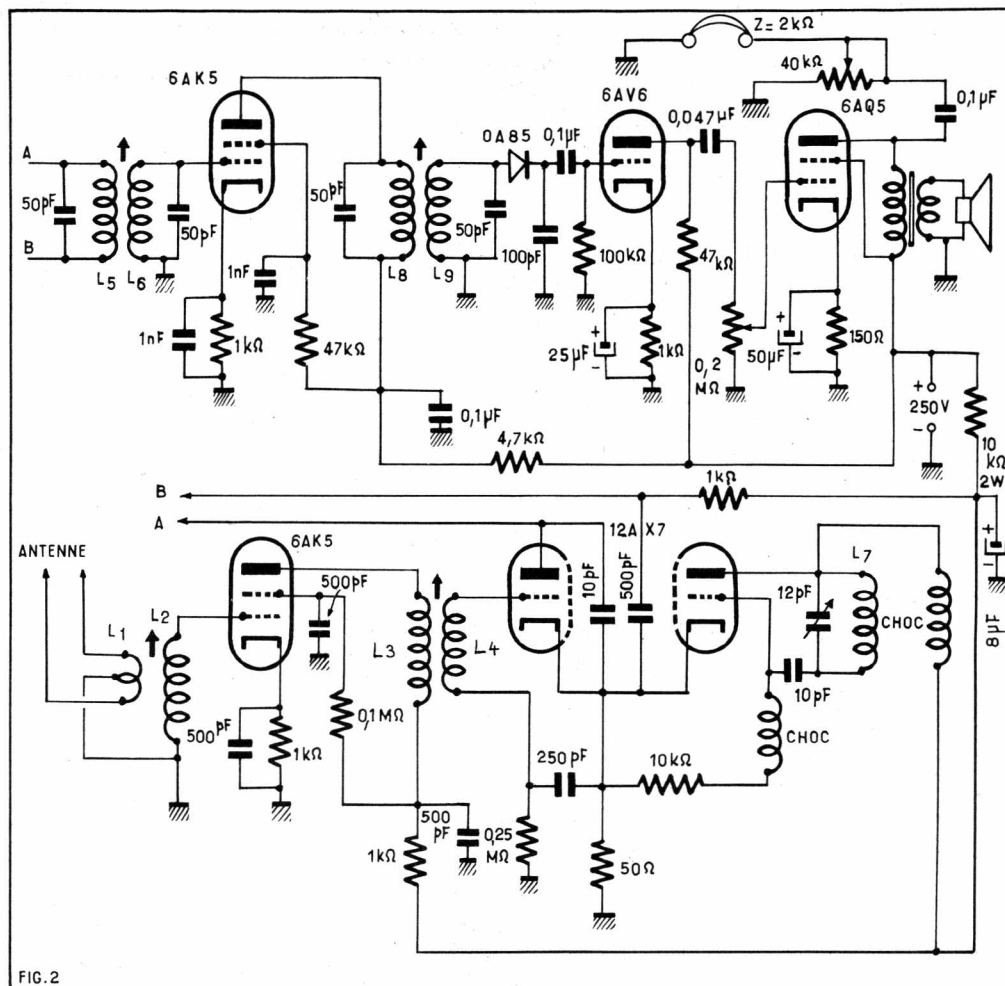 Z=2kΩ
40kΩ
6AK5
6AV6
6AQ5
0,1µF
0A85
0,1µF
0,047µF
A
50pF
B
L5
L6
50pF
50pF
L8
L9
50pF
100pF
100kΩ
47kΩ
1nF
1nF
1kΩ
47kΩ
0,1µF
25µF
+
-
1kΩ
0,2 MΩ
50µF
+
-
150Ω
+
250V
-
10 kΩ 2W
4,7kΩ
1kΩ
B
A
12A X7
ANTENNE
6AK5
500pF
10pF
500pF
L1
L2
L3
L4
L7
12pF
CHOC
10pF
CHOC
+
-
8µF
500pF
1kΩ
0,1MΩ
250pF
10kΩ
500 pF
1kΩ
0,25 MΩ
50Ω
FIG.2